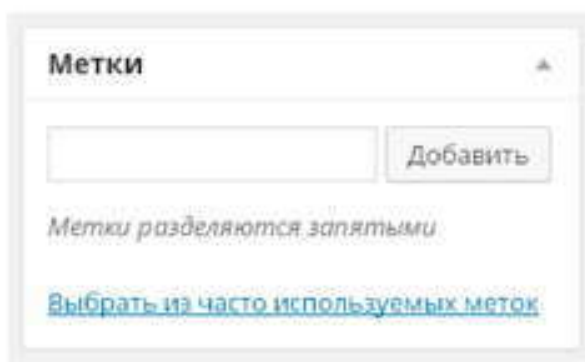 Метки
Добавить
Метки разделяются запятыми
Выбрать из часто используемых меток